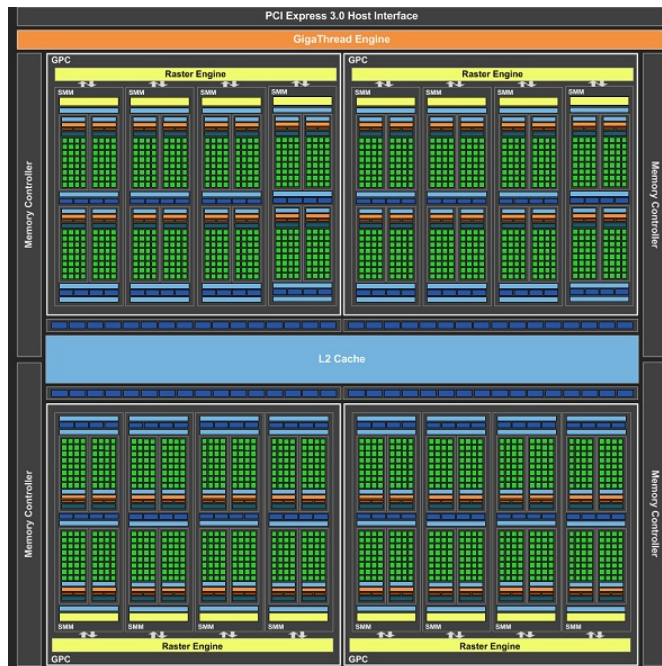 PCI Express 3.0 Host Interface
GigaThread Engine
GPC
GPC
Raster Engine
Raster Engine
SMM
SMM
SMM
SMM
SMM
SMM
SMM
SMM
Memory Controller
Memory Controller
L2 Cache
Memory Controller
Memory Controller
SMM
SMM
SMM
SMM
SMM
SMM
SMM
SMM
Raster Engine
Raster Engine
GPC
GPC